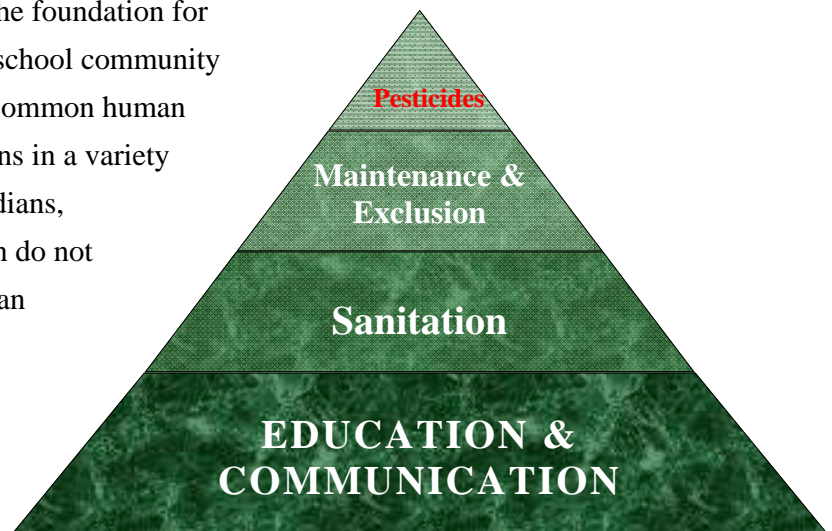 he foundation for
school community
ommon human
ns in a variety
dians,
n do not
an
Pesticides
Maintenance &
Exclusion
Sanitation
EDUCATION &
COMMUNICATION